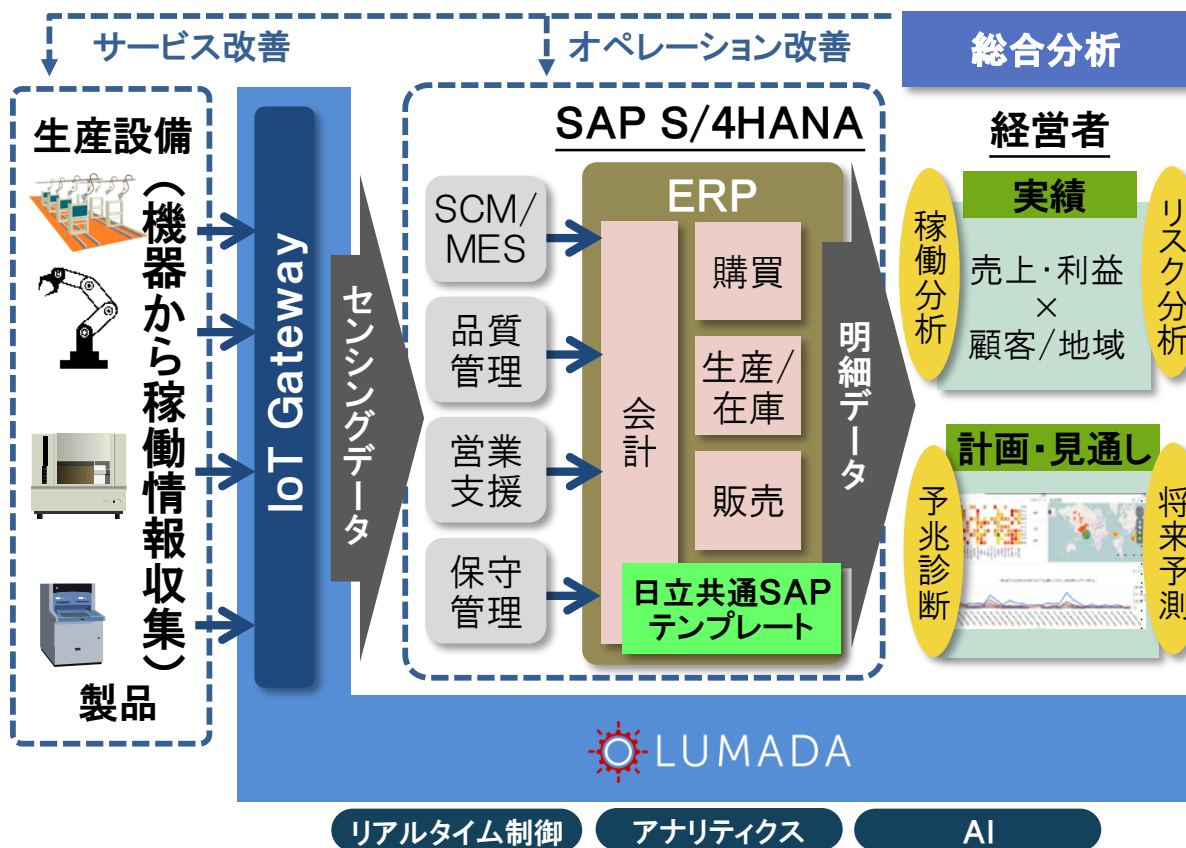 サービス改善
オペレーション改善
総合分析
生産設備
（機器から稼働情報収集）
製品
IoT Gateway
センシングデータ
SAP S/4HANA
SCM/
MES
品質
管理
営業
支援
保守
管理
ERP
会計
購買
生産/
在庫
販売
日立共通SAP
テンプレート
明細データ
経営者
稼働分析
実績
売上・利益
×
顧客/地域
リスク分析
予兆診断
計画・見通し
将来予測
LUMADA
リアルタイム制御
アナリティクス
AI